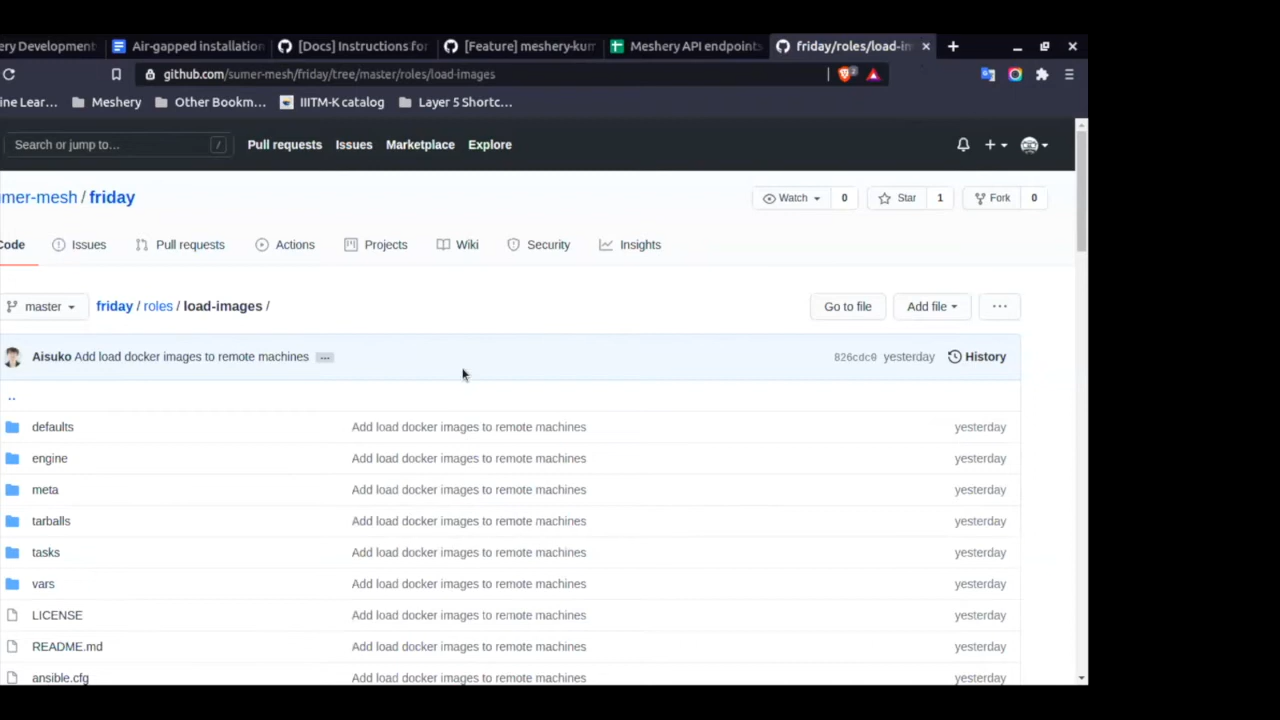 ery Development Air-gapped installation [Docs] Instructions for [Feature] meshery-kum Meshery API endpoints friday/roles/load-im
github.com/sumer-mesh/friday/tree/master/roles/load-images 2
ine Lear... Meshery Other Bookm... IIITM-K catalog Layer 5 Shortc...
Search or jump to... / Pull requests Issues Marketplace Explore
mer-mesh / friday Watch 0 Star 1 Fork 0
Code Issues Pull requests Actions Projects Wiki Security Insights
master friday / roles / load-images / Go to file Add file ...
Aisuko Add load docker images to remote machines ... 826cdc0 yesterday History
..
defaults Add load docker images to remote machines yesterday
engine Add load docker images to remote machines yesterday
meta Add load docker images to remote machines yesterday
tarballs Add load docker images to remote machines yesterday
tasks Add load docker images to remote machines yesterday
vars Add load docker images to remote machines yesterday
LICENSE Add load docker images to remote machines yesterday
README.md Add load docker images to remote machines yesterday
ansible.cfg Add load docker images to remote machines yesterday